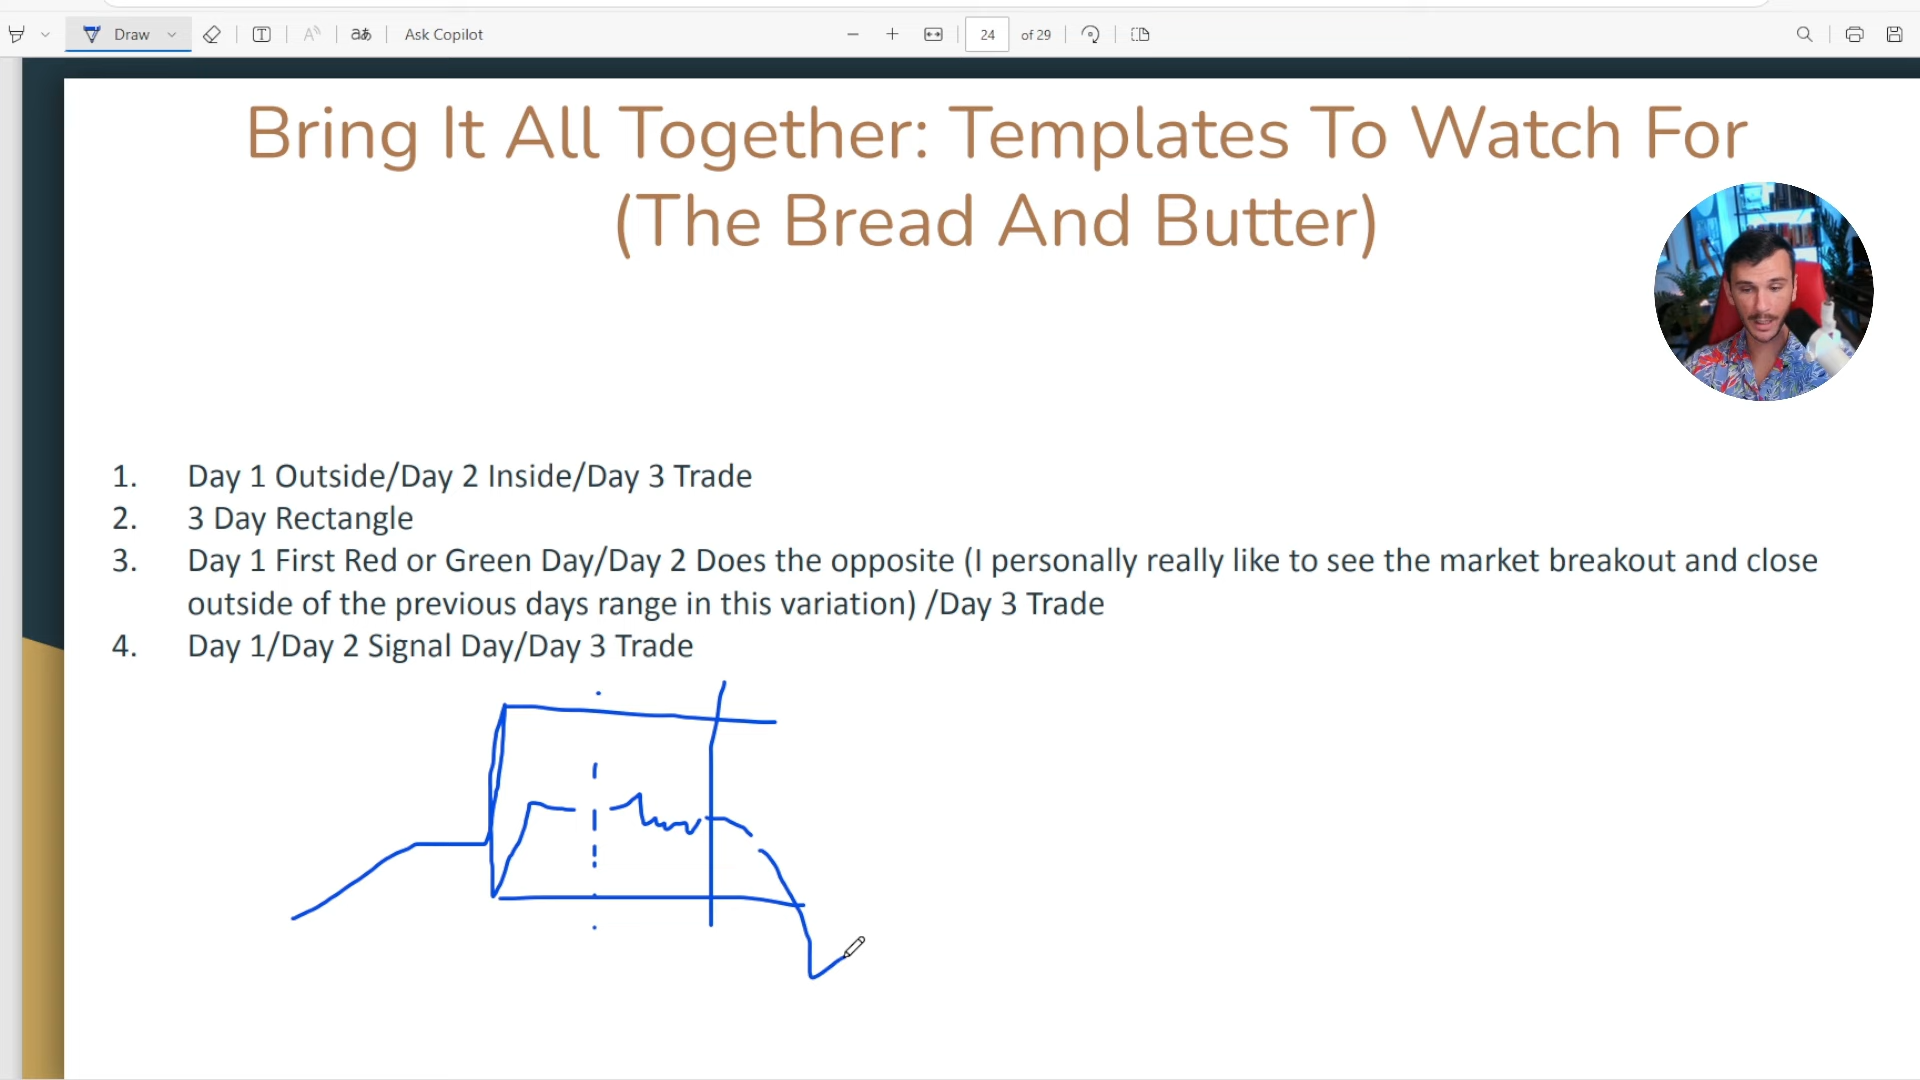 Draw
aあ
Ask Copilot
24
of 29
Bring It All Together: Templates To Watch For
(The Bread And Butter)
1. Day 1 Outside/Day 2 Inside/Day 3 Trade
2. 3 Day Rectangle
3. Day 1 First Red or Green Day/Day 2 Does the opposite (I personally really like to see the market breakout and close
outside of the previous days range in this variation) /Day 3 Trade
4. Day 1/Day 2 Signal Day/Day 3 Trade